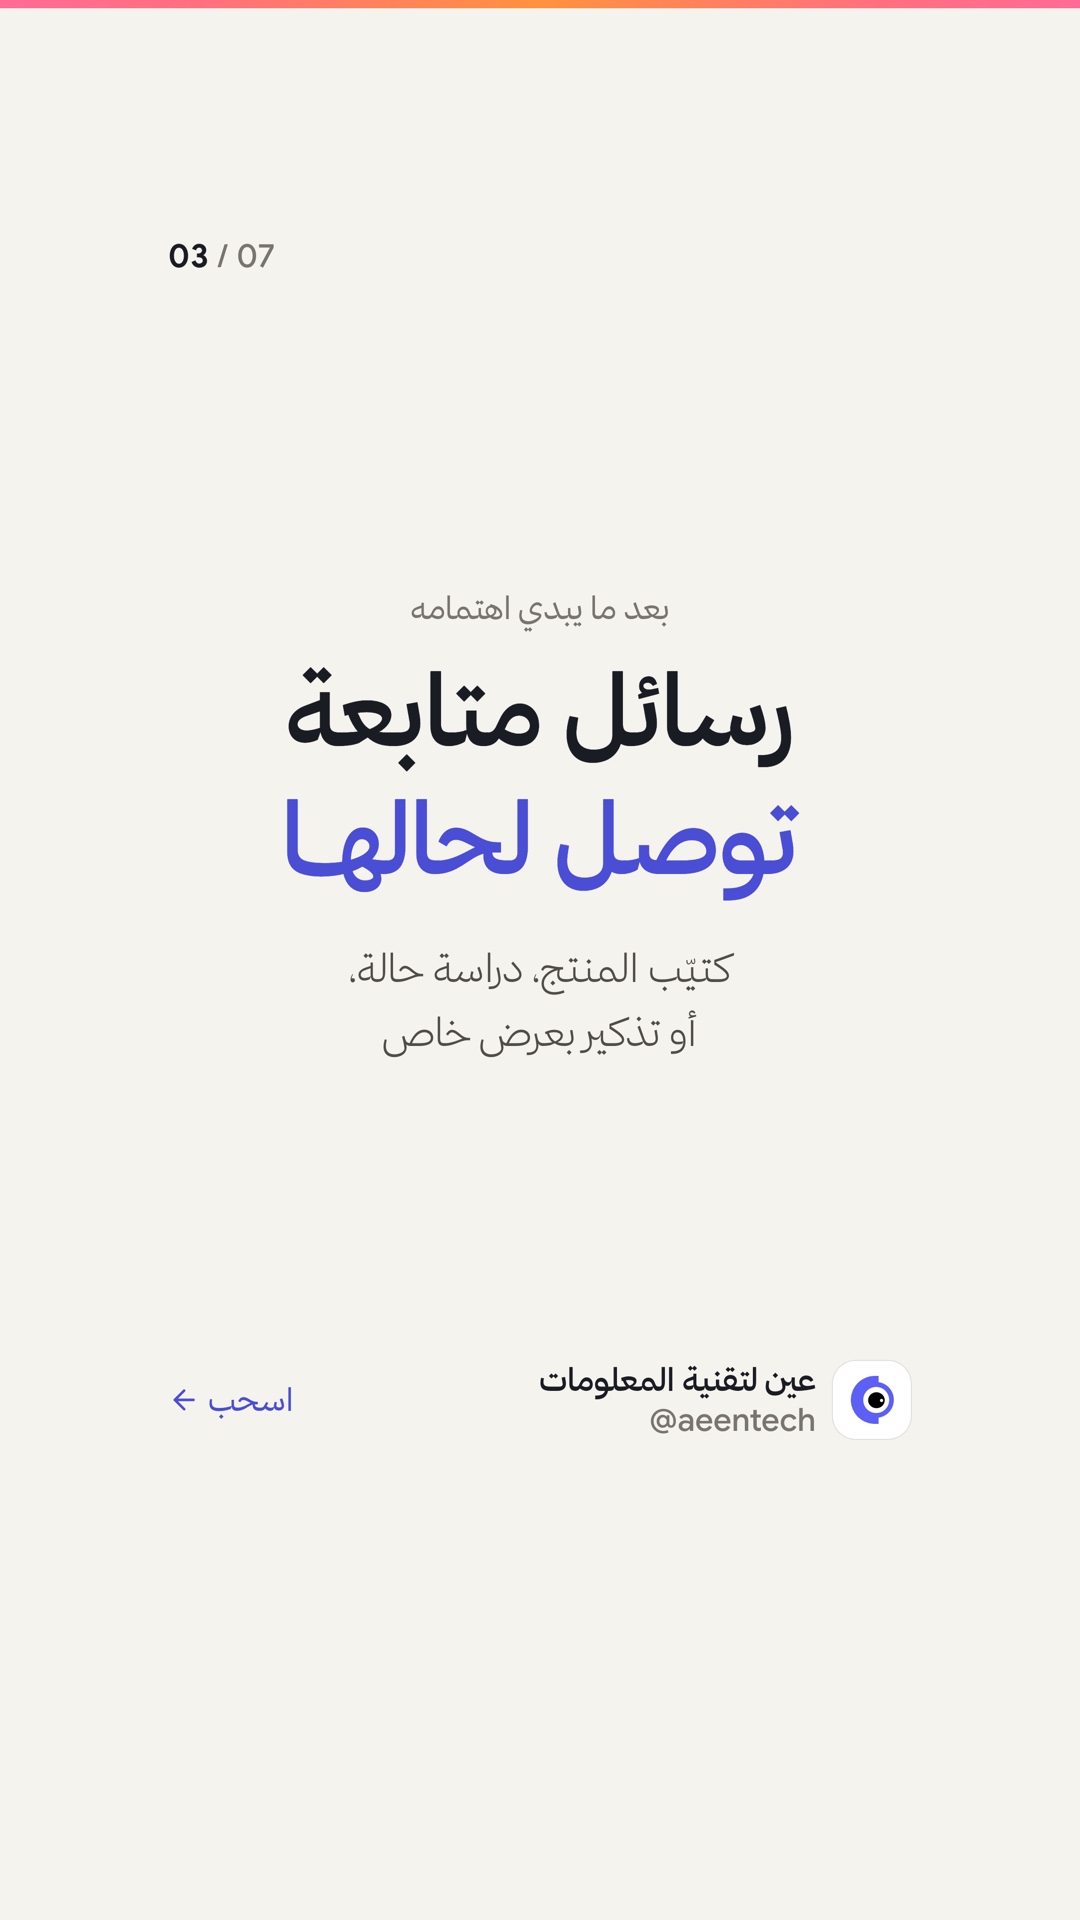 03 / 07
بعد ما يبدي اهتمامه
رسائل متابعة
توصل لحالهـا
كتيّب المنتج، دراسة حالة،
أو تذكير بعرض خاص
عين لتقنية المعلومات
@aeentech
اسحب ←